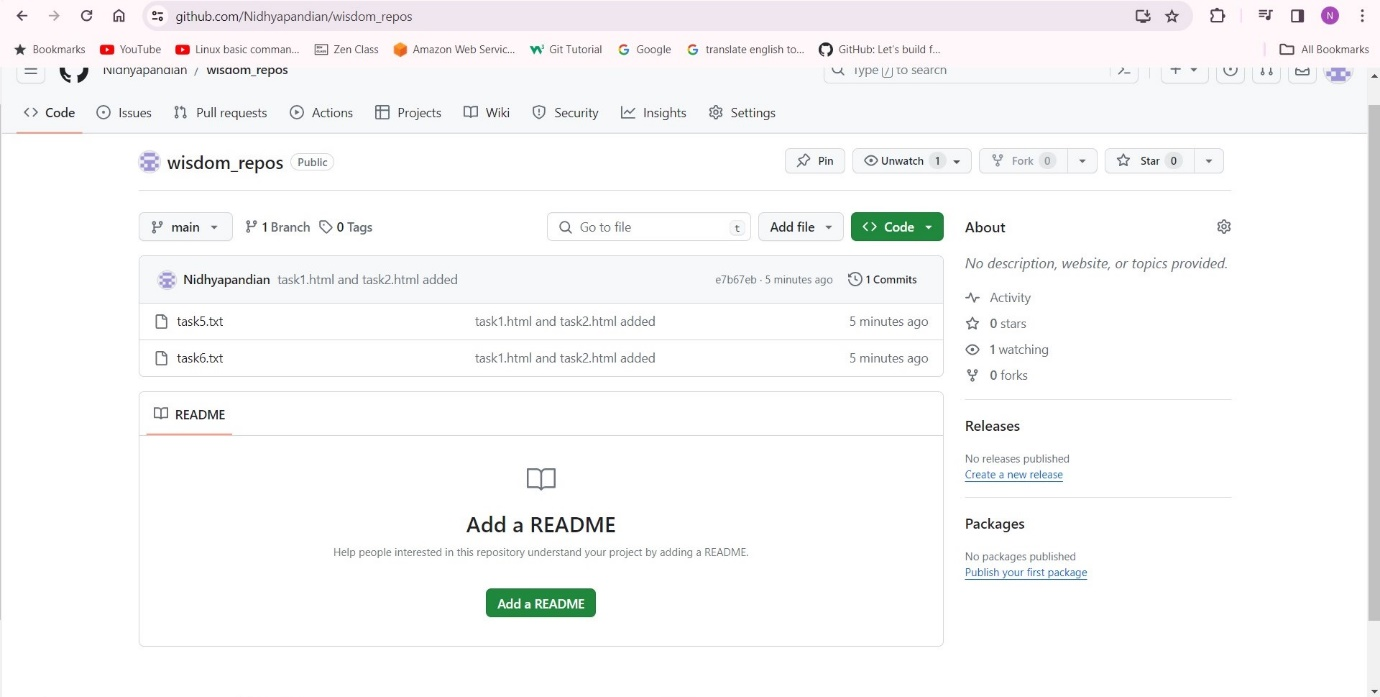 github.com/Nidhyapandian/wisdom_repos
N
Bookmarks YouTube Linux basic comman... Zen Class Amazon Web Servic... Git Tutorial Google translate english to... GitHub: Let's build f... All Bookmarks
Nidhyapandian / wisdom_repos Type / to search
Code Issues Pull requests Actions Projects Wiki Security Insights Settings
wisdom_repos Public Pin Unwatch 1 Fork 0 Star 0
main 1 Branch 0 Tags Go to file t Add file Code
Nidhyapandian task1.html and task2.html added e7b67eb · 5 minutes ago 1 Commits
task5.txt task1.html and task2.html added 5 minutes ago
task6.txt task1.html and task2.html added 5 minutes ago
README
Add a README
Help people interested in this repository understand your project by adding a README.
Add a README
About
No description, website, or topics provided.
Activity
0 stars
1 watching
0 forks
Releases
No releases published
Create a new release
Packages
No packages published
Publish your first package